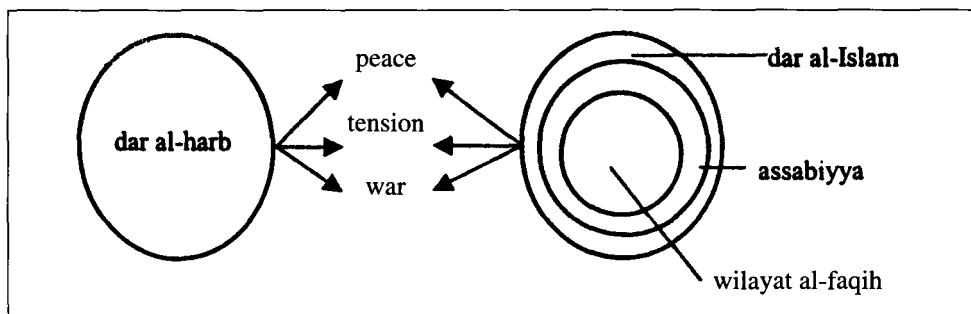 peace
dar al-Islam
tension
dar al-harb
assabiyya
war
wilayat al-faqih